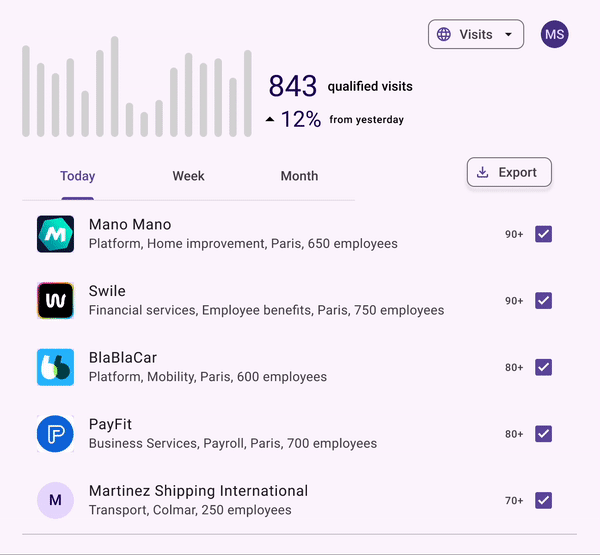 Visits
MS
843 qualified visits
12% from yesterday
Today Week Month
Export
Mano Mano
Platform, Home improvement, Paris, 650 employees
90+
Swile
Financial services, Employee benefits, Paris, 750 employees
90+
BlaBlaCar
Platform, Mobility, Paris, 600 employees
80+
PayFit
Business Services, Payroll, Paris, 700 employees
80+
M
Martinez Shipping International
Transport, Colmar, 250 employees
70+